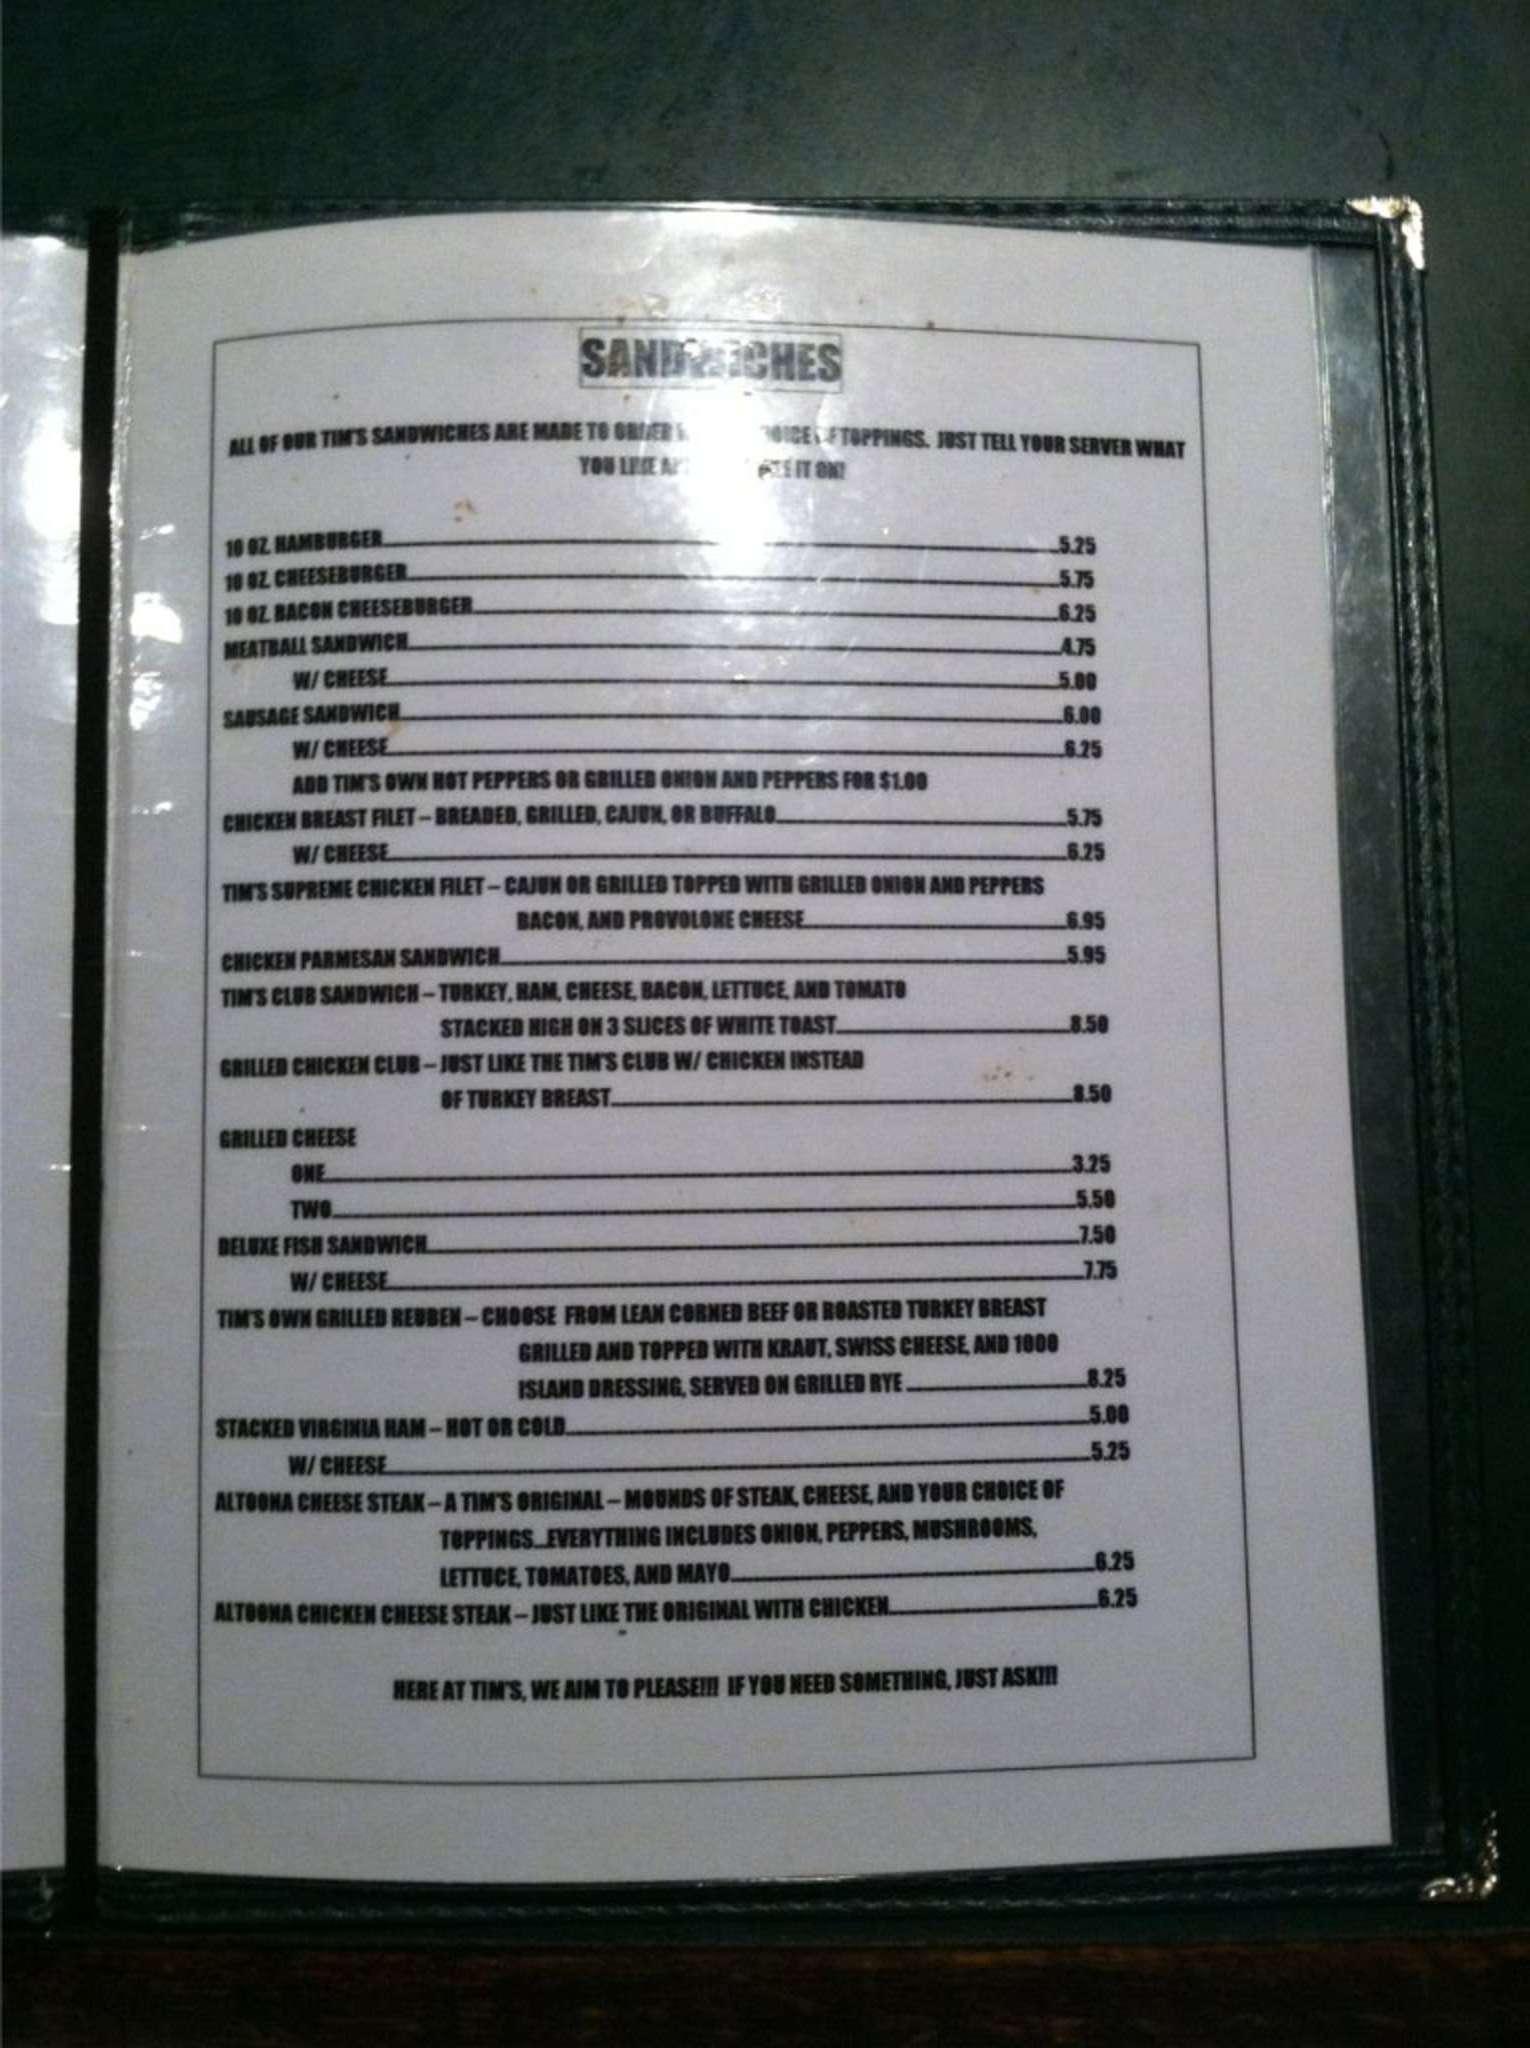 SANDWICHES
ALL OF OUR TIM'S SANDWICHES ARE MADE TO ORDER CHOICE OF TOPPINGS. JUST TELL YOUR SERVER WHAT
YOU LIKE IT ON!
10 OZ. HAMBURGER 5.25
10 OZ. CHEESEBURGER 5.75
10 OZ. BACON CHEESEBURGER 6.25
MEATBALL SANDWICH 4.75
W/ CHEESE 5.00
SAUSAGE SANDWICH 6.00
W/ CHEESE 6.25
ADD TIM'S OWN HOT PEPPERS OR GRILLED ONION AND PEPPERS FOR $1.00
CHICKEN BREAST FILET – BREADED, GRILLED, CAJUN, OR BUFFALO 5.75
W/ CHEESE 6.25
TIM'S SUPREME CHICKEN FILET – CAJUN OR GRILLED TOPPED WITH GRILLED ONION AND PEPPERS
BACON, AND PROVOLONE CHEESE 6.95
CHICKEN PARMESAN SANDWICH 5.95
TIM'S CLUB SANDWICH – TURKEY, HAM, CHEESE, BACON, LETTUCE, AND TOMATO
STACKED HIGH ON 3 SLICES OF WHITE TOAST 8.50
GRILLED CHICKEN CLUB – JUST LIKE THE TIM'S CLUB W/ CHICKEN INSTEAD
OF TURKEY BREAST 8.50
GRILLED CHEESE
ONE 3.25
TWO 5.50
DELUXE FISH SANDWICH 7.50
W/ CHEESE 7.75
TIM'S OWN GRILLED REUBEN – CHOOSE FROM LEAN CORNED BEEF OR ROASTED TURKEY BREAST
GRILLED AND TOPPED WITH KRAUT, SWISS CHEESE, AND 1000
ISLAND DRESSING, SERVED ON GRILLED RYE 8.25
STACKED VIRGINIA HAM – HOT OR COLD 5.00
W/ CHEESE 5.25
ALTOONA CHEESE STEAK – A TIM'S ORIGINAL – MOUNDS OF STEAK, CHEESE, AND YOUR CHOICE OF
TOPPINGS...EVERYTHING INCLUDES ONION, PEPPERS, MUSHROOMS,
LETTUCE, TOMATOES, AND MAYO 6.25
ALTOONA CHICKEN CHEESE STEAK – JUST LIKE THE ORIGINAL WITH CHICKEN 6.25
HERE AT TIM'S, WE AIM TO PLEASE!!! IF YOU NEED SOMETHING, JUST ASK!!!